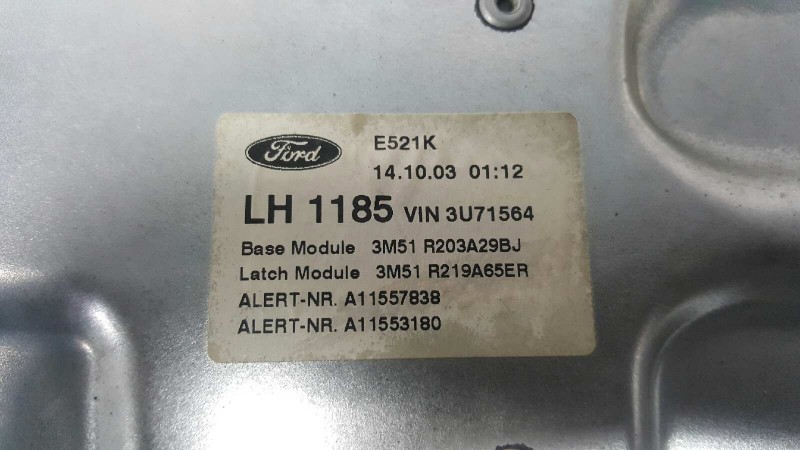 Ford
E521K
14.10.03 01:12
LH 1185 VIN 3U71564
Base Module 3M51 R203A29BJ
Latch Module 3M51 R219A65ER
ALERT-NR. A11557838
ALERT-NR. A11553180